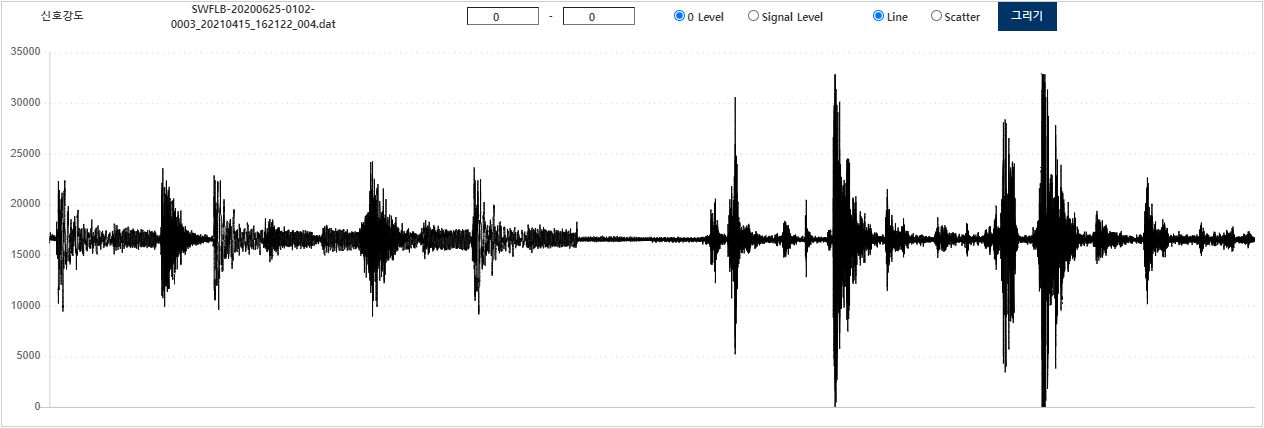 신호강도
SWFLB-20200625-0102-
0003_20210415_162122_004.dat
0 - 0
0 Level Signal Level
Line Scatter
그리기
35000
30000
25000
20000
15000
10000
5000
0